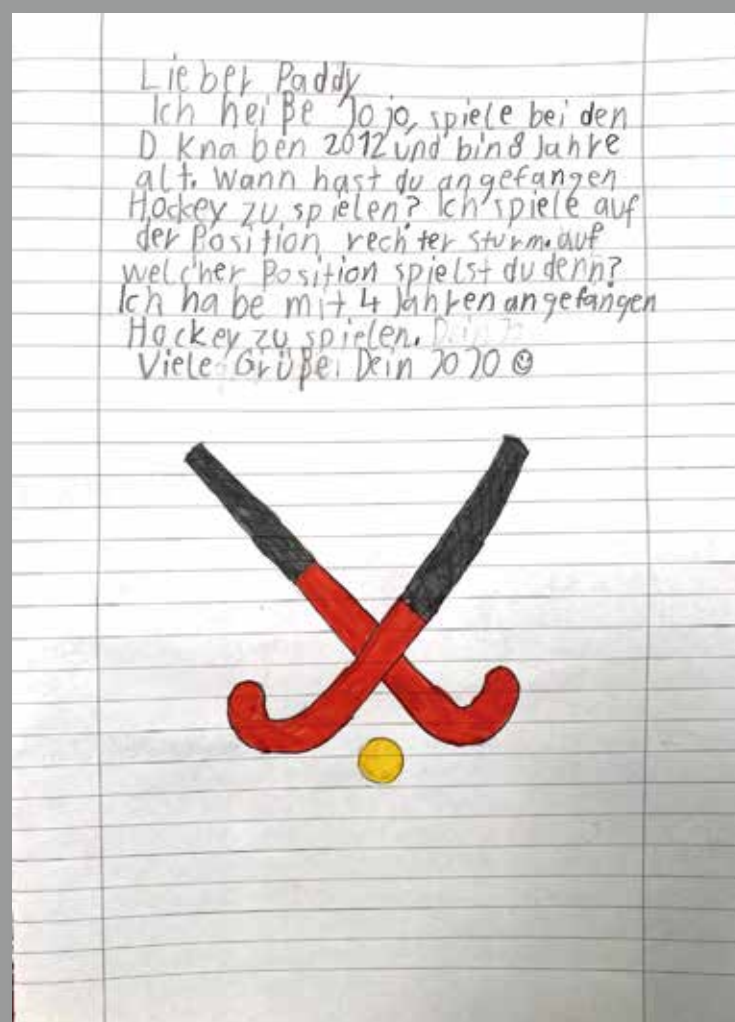 Lieber Paddy
Ich heiße Jojo, spiele bei den
D Knaben 2012 und bin 8 Jahre
alt. Wann hast du angefangen
Hockey zu spielen? Ich spiele auf
der Position rechter sturm. auf
welcher Position spielst du denn?
Ich habe mit 4 Jahren angefangen
Hockey zu spielen.
Viele Grüße Dein JoJo ☺